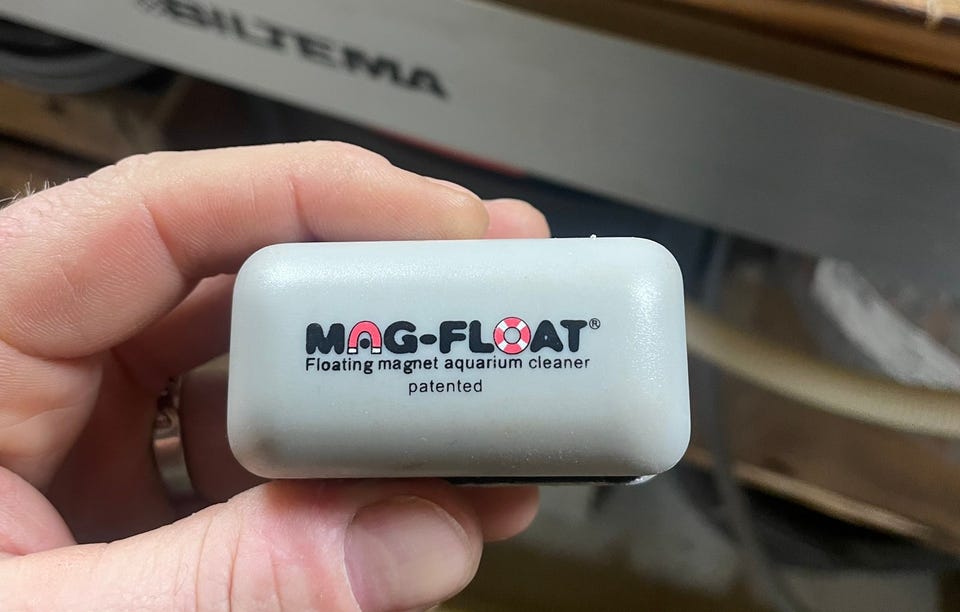 BILTEMA
MAG-FLOAT®
Floating magnet aquarium cleaner
patented